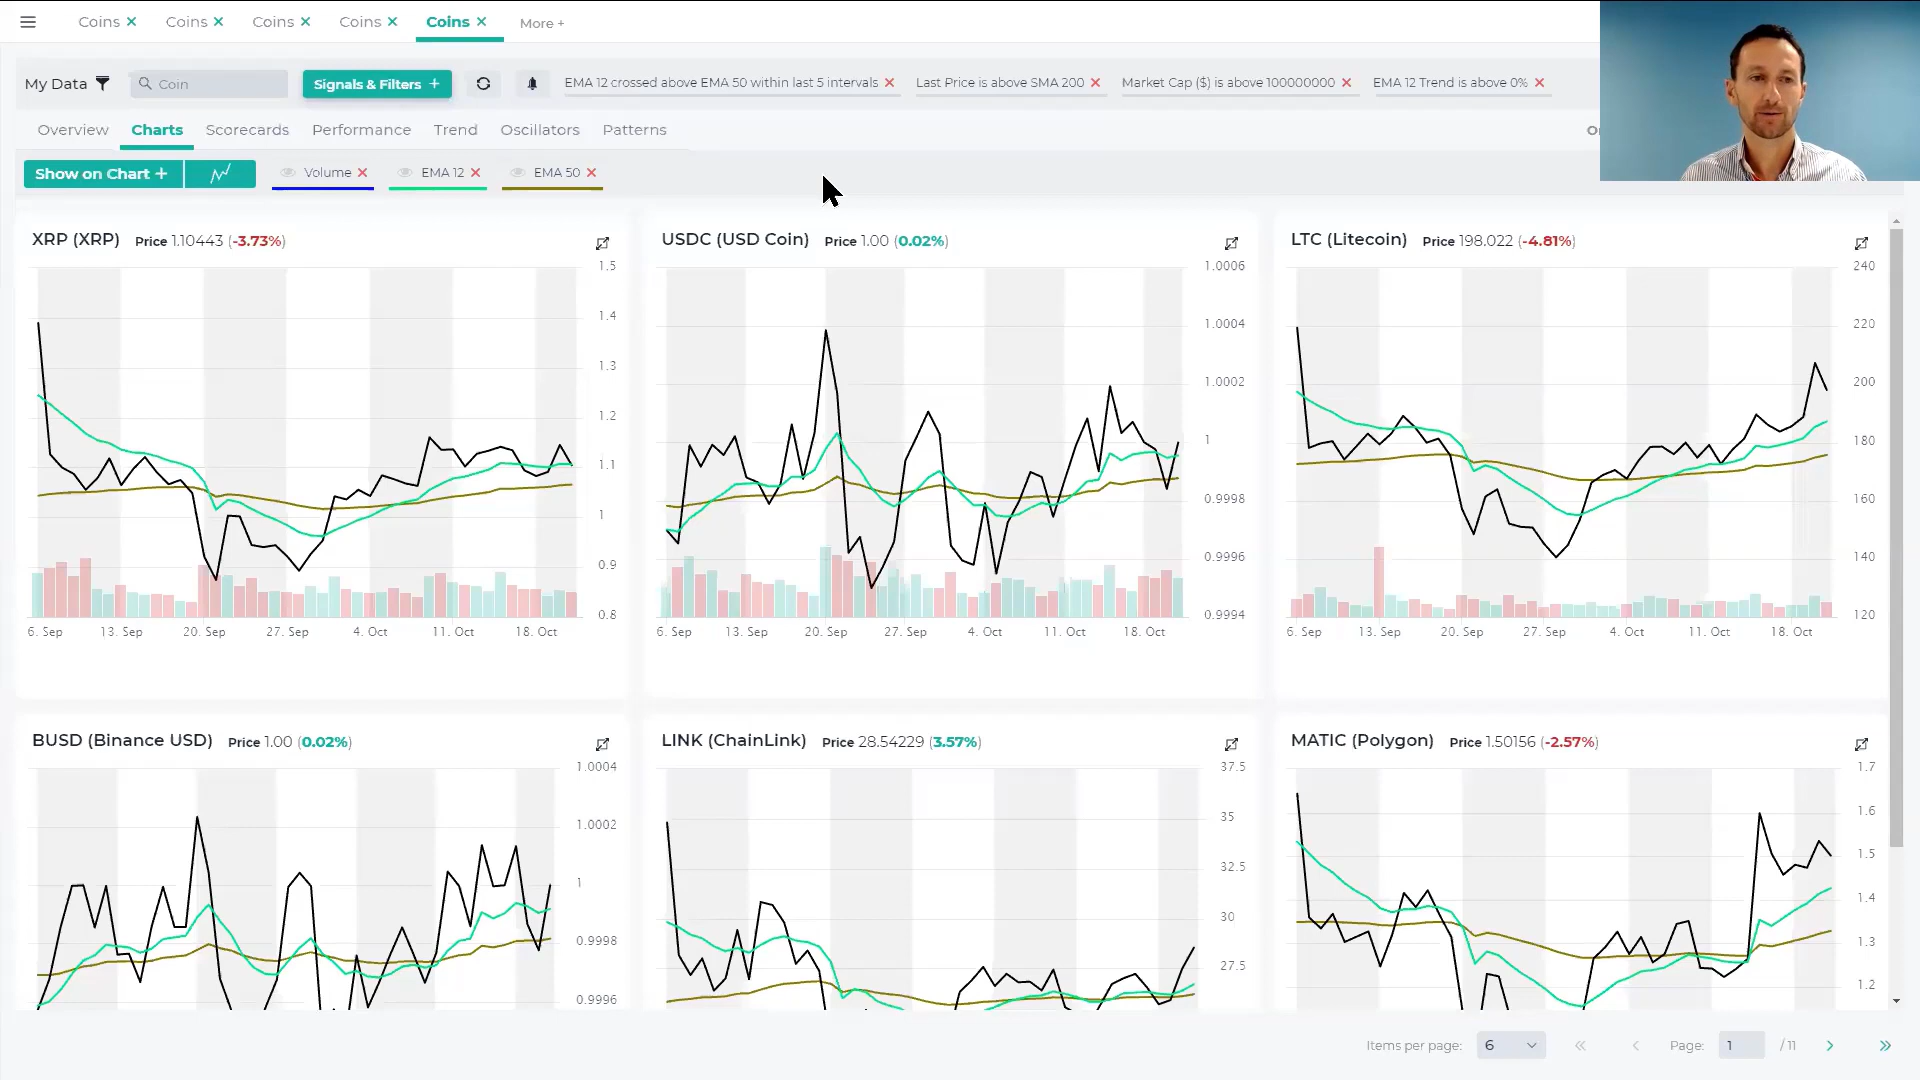 Coins × Coins × Coins × Coins × Coins × More +
My Data Coin Signals & Filters + EMA 12 crossed above EMA 50 within last 5 intervals × Last Price is above SMA 200 × Market Cap ($) is above 100000000 × EMA 12 Trend is above 0% ×
Overview Charts Scorecards Performance Trend Oscillators Patterns
Show on Chart + Volume × EMA 12 × EMA 50 ×
XRP (XRP) Price 1.10443 (-3.73%)
1.5
1.4
1.3
1.2
1.1
1
0.9
0.8
6. Sep 13. Sep 20. Sep 27. Sep 4. Oct 11. Oct 18. Oct
USDC (USD Coin) Price 1.00 (0.02%)
1.0006
1.0004
1.0002
1
0.9998
0.9996
0.9994
6. Sep 13. Sep 20. Sep 27. Sep 4. Oct 11. Oct 18. Oct
LTC (Litecoin) Price 198.022 (-4.81%)
240
220
200
180
160
140
120
6. Sep 13. Sep 20. Sep 27. Sep 4. Oct 11. Oct 18. Oct
BUSD (Binance USD) Price 1.00 (0.02%)
1.0004
1.0002
1
0.9998
0.9996
LINK (ChainLink) Price 28.54229 (3.57%)
37.5
35
32.5
30
27.5
MATIC (Polygon) Price 1.50156 (-2.57%)
1.7
1.6
1.5
1.4
1.3
1.2
Items per page: 6 « ‹ Page: 1 / 11 › »